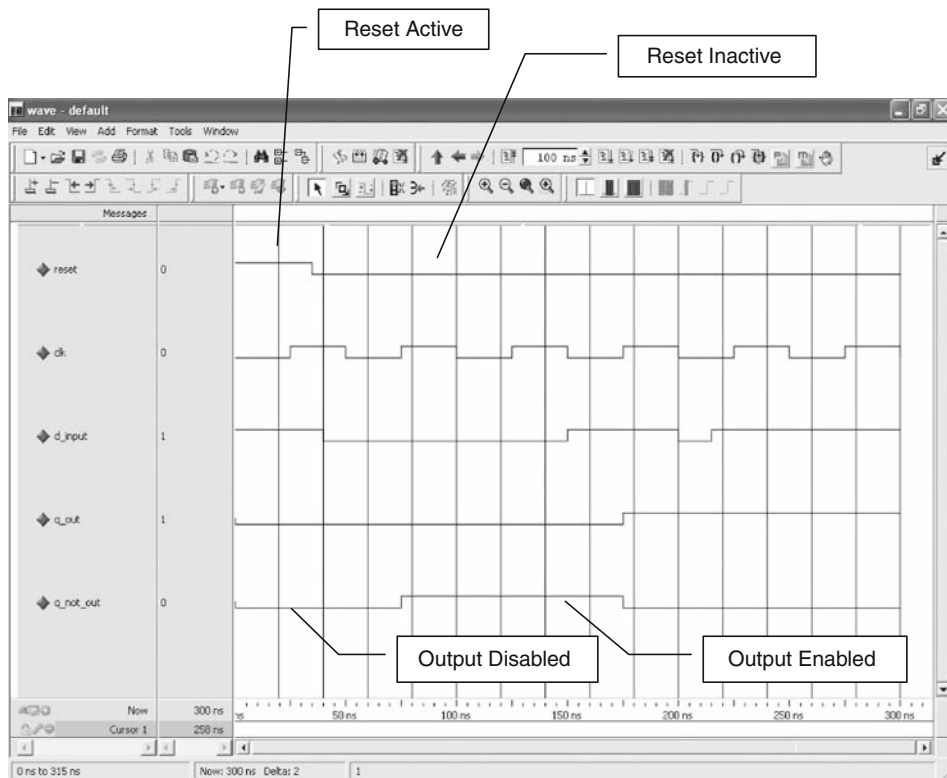 Reset Active
Reset Inactive
wave - default
File Edit View Add Format Tools Window
100 ns
Messages
reset 0
clk 0
d_input 1
q_out 1
q_not_out 0
Output Disabled
Output Enabled
Now 300 ns
ns 50 ns 100 ns 150 ns 200 ns 250 ns 300 ns
Cursor 1 258 ns
0 ns to 315 ns Now: 300 ns Delta: 2 1